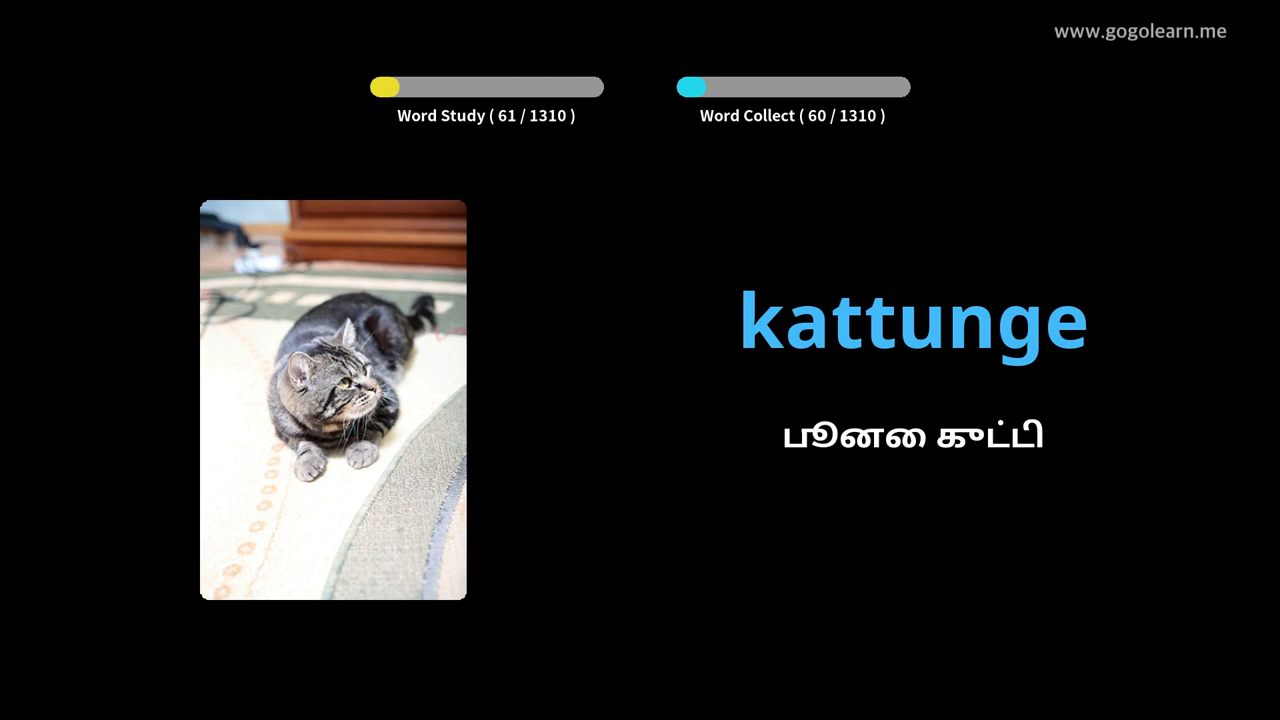 www.gogolearn.me
Word Study ( 61 / 1310 )
Word Collect ( 60 / 1310 )
kattunge
பூனை குட்டி